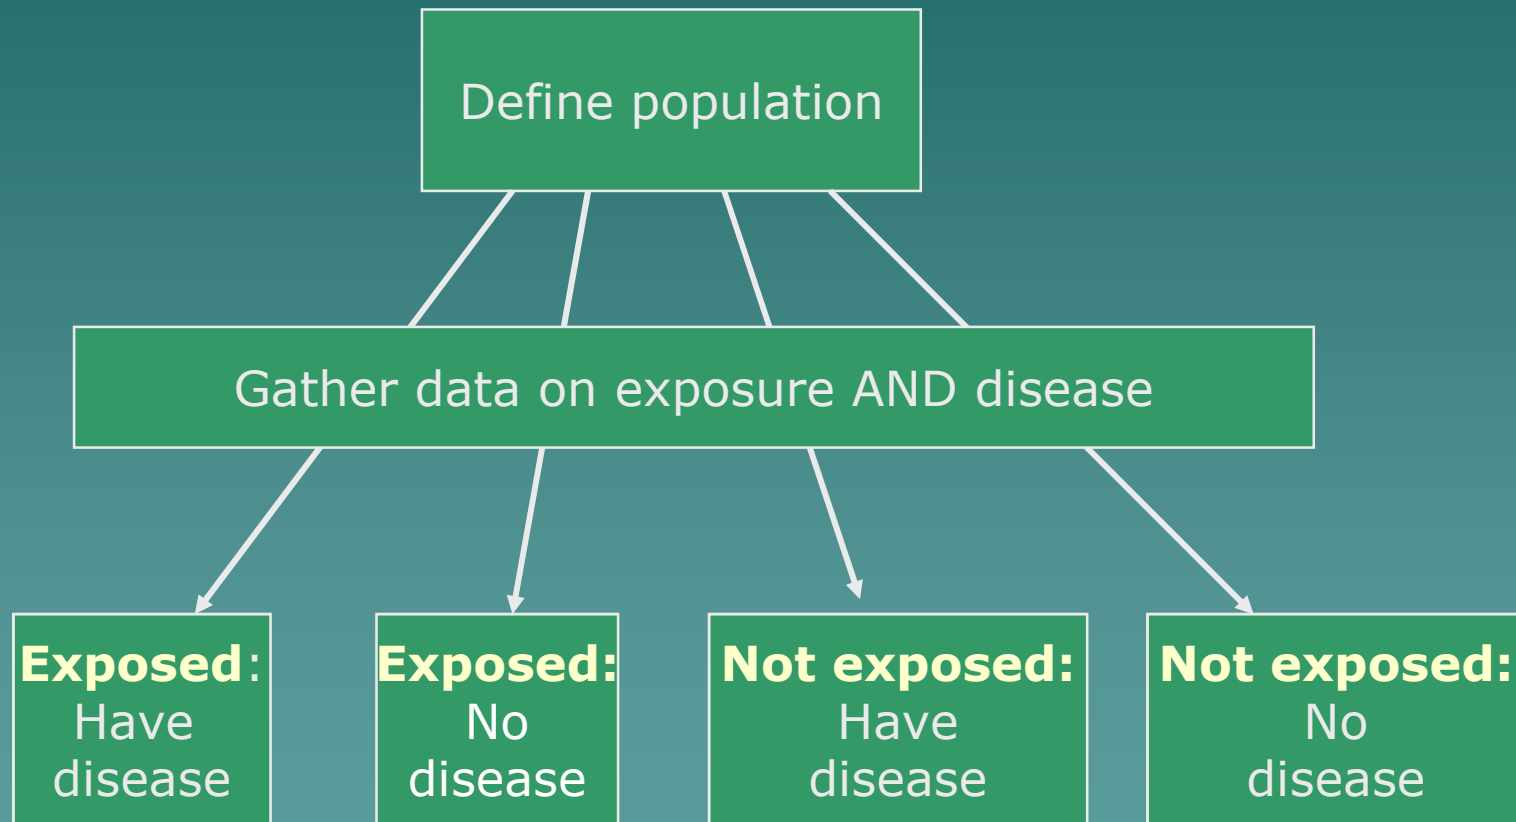 Define population
Gather data on exposure AND disease
Exposed:
Have
disease
Exposed:
No
disease
Not exposed:
Have
disease
Not exposed:
No
disease